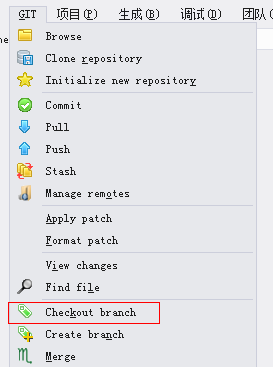 GIT 项目(P) 生成(B) 调试(D) 团队(
Browse
Clone repository
Initialize new repository
Commit
Pull
Push
Stash
Manage remotes
Apply patch
Format patch
View changes
Find file
Checkout branch
Create branch
Merge